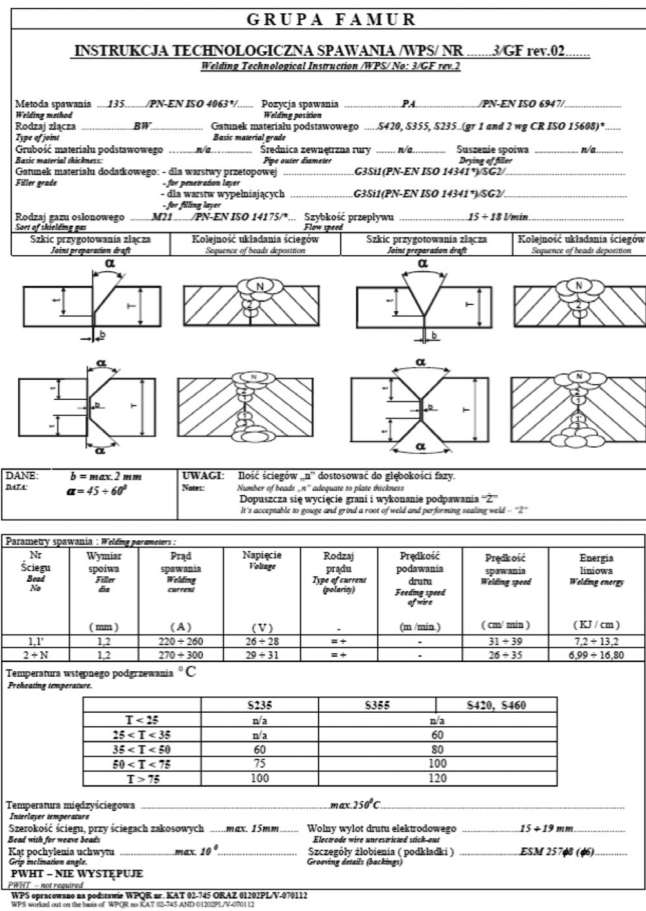 GRUPA FAMUR
INSTRUKCJA TECHNOLOGICZNA SPAWANIA /WPS/ NR .......3/GF rev.02.......
Welding Technological Instruction /WPS/ No: 3/GF rev.2
Metoda spawania ....135......./PN-EN ISO 4063*/...... Pozycja spawania ....................PA...................../PN-EN ISO 6947/....................
Welding method Welding position
Rodzaj złącza .....................BW................... Gatunek materiału podstawowego ....S420, S355, S235..(gr 1 and 2 wg CR ISO 15608)*......
Type of joint Basic material grade
Grubość materiału podstawowego .............n/a............. Średnica zewnętrzna rury ....... n/a........... Suszenie spoiwa ...............n/a.........
Basic material thickness: Pipe outer diameter Drying of filler
Gatunek materiału dodatkowego: - dla warstwy przetopowej .......................G3Si1(PN-EN ISO 14341*)/SG2/....................................
Filler grade - for penetration layer
- dla warstw wypełniających .......................G3Si1(PN-EN ISO 14341*)/SG2/....................................
- for filling layer
Rodzaj gazu osłonowego .......M21......./PN-EN ISO 14175/*... Szybkość przepływu .....................15 ÷ 18 l/min..............................
Sort of shielding gas Flow speed
Szkic przygotowania złącza Kolejność układania ściegów Szkic przygotowania złącza Kolejność układania ściegów
Joint preparation draft Sequence of beads deposition Joint preparation draft Sequence of beads deposition
α α
N N
t T 2 t T 2
1 1
b b
α α
N N
t 2 t 2
b T 1 b T 1
t t
α α
DANE: b = max.2 mm UWAGI: Ilość ściegów „n” dostosować do głębokości fazy.
DATA: α = 45 ÷ 60⁰ Notes: Number of beads „n” adequate to plate thickness
Dopuszcza się wycięcie grani i wykonanie podpawania “Ż”
It's acceptable to gouge and grind a root of weld and performing sealing weld – “Ż”
Parametry spawania : Welding parameters :
Nr Wymiar Prąd Napięcie Rodzaj Prędkość Prędkość Energia
Ściegu spoiwa spawania Voltage prądu podawania spawania liniowa
Bead Filler Welding Type of current drutu Welding speed Welding energy
No dia current (polarity) Feeding speed
of wire
( mm ) ( A ) ( V ) - (m /min.) ( cm/ min ) ( KJ / cm )
1,1' 1,2 220 ÷ 260 26 ÷ 28 = + - 31 ÷ 39 7,2 ÷ 13,2
2 ÷ N 1,2 270 ÷ 300 29 ÷ 31 = + - 26 ÷ 35 6,99 ÷ 16,80
Temperatura wstępnego podgrzewania ⁰ C
Preheating temperature.
S235 S355 S420, S460
T < 25 n/a n/a
25 < T < 35 n/a 60
35 < T < 50 60 80
50 < T < 75 75 100
T > 75 100 120
Temperatura międzyściegowa .......................................................max.250⁰C.......................................................
Interlayer temperature
Szerokość ściegu, przy ściegach zakosowych ......max. 15mm........ Wolny wylot drutu elektrodowego ....................15 ÷ 19 mm.............
Bead with for weave beads Electrode wire unrestricted stick-out
Kąt pochylenia uchwytu ....................max. 10 ⁰.................. Szczegóły żłobienia ( podkładki ) ....................ESM 257ϕ8 (ϕ6)..........
Grip inclination angle. Grooving details (backings)
PWHT – NIE WYSTĘPUJE
PWHT – not required
WPS opracowano na podstawie WPQR nr. KAT 02-745 ORAZ 01202PL/V-070112
WPS worked out on the basis of WPQR no KAT 02-745 AND 01202PL/V-070112